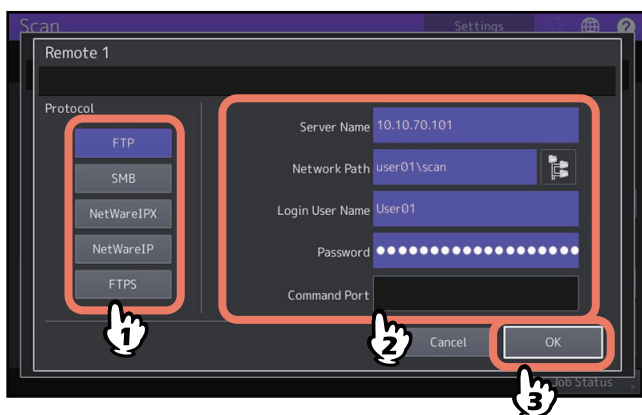 Scan
Settings
Remote 1
Protocol
FTP
SMB
NetWareIPX
NetWareIP
FTPS
Server Name 10.10.70.101
Network Path user01\scan
Login User Name User01
Password ●●●●●●●●●●●●●●●●●●●
Command Port
Cancel
OK
Job Status
1
2
3